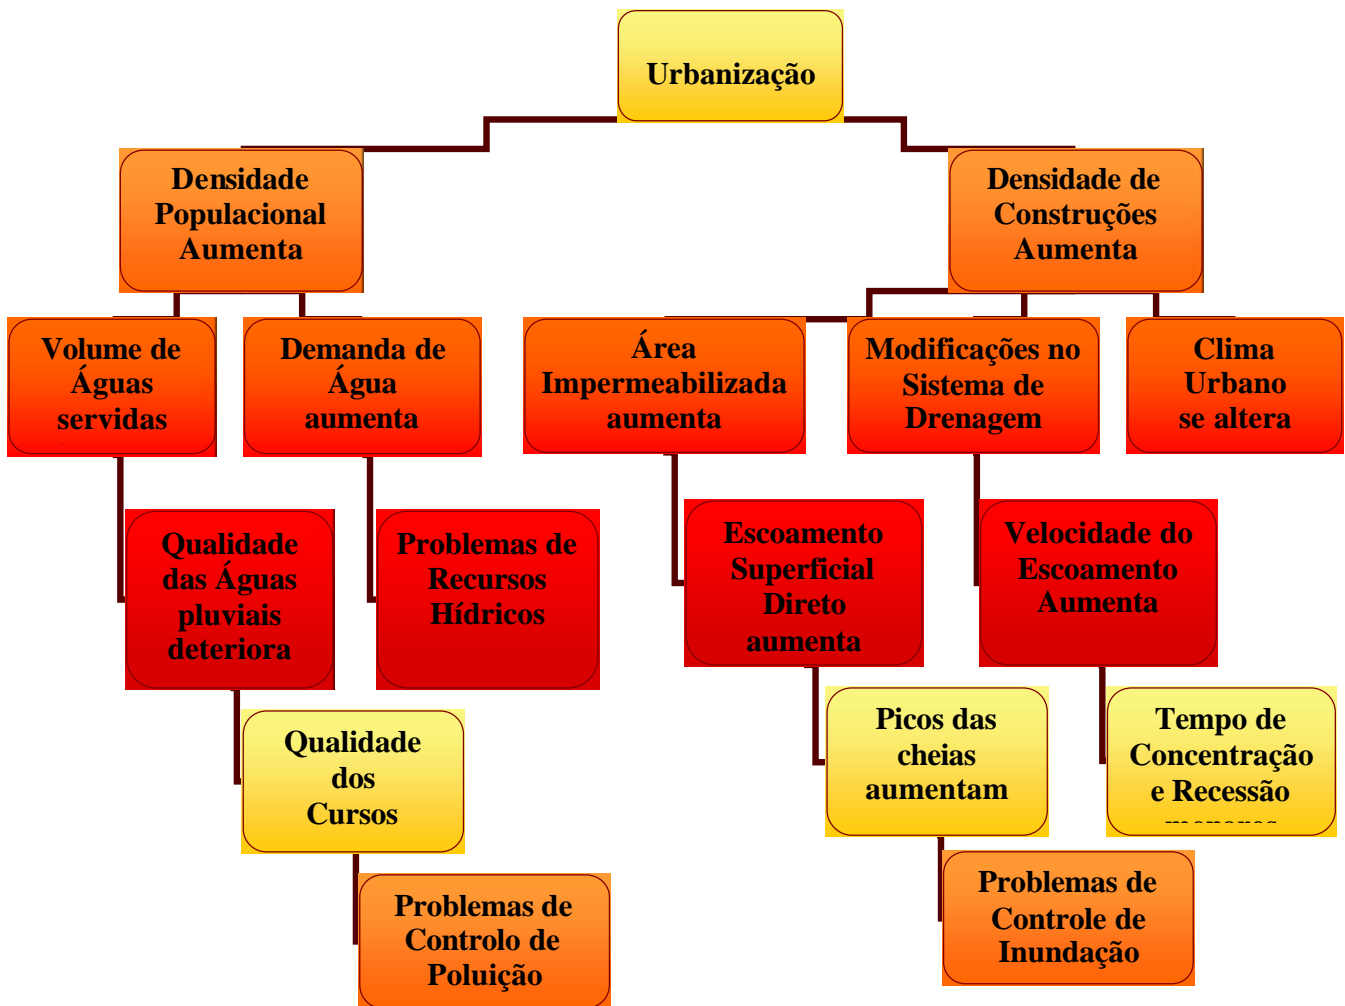 Urbanização
Densidade
Populacional
Aumenta
Densidade de
Construções
Aumenta
Volume de
Águas
servidas
Demanda de
Água
aumenta
Área
Impermeabilizada
aumenta
Modificações no
Sistema de
Drenagem
Clima
Urbano
se altera
Qualidade
das Águas
pluviais
deteriora
Problemas de
Recursos
Hídricos
Escoamento
Superficial
Direto
aumenta
Velocidade do
Escoamento
Aumenta
Qualidade
dos
Cursos
Picos das
cheias
aumentam
Tempo de
Concentração
e Recessão
Problemas de
Controlo de
Poluição
Problemas de
Controle de
Inundação